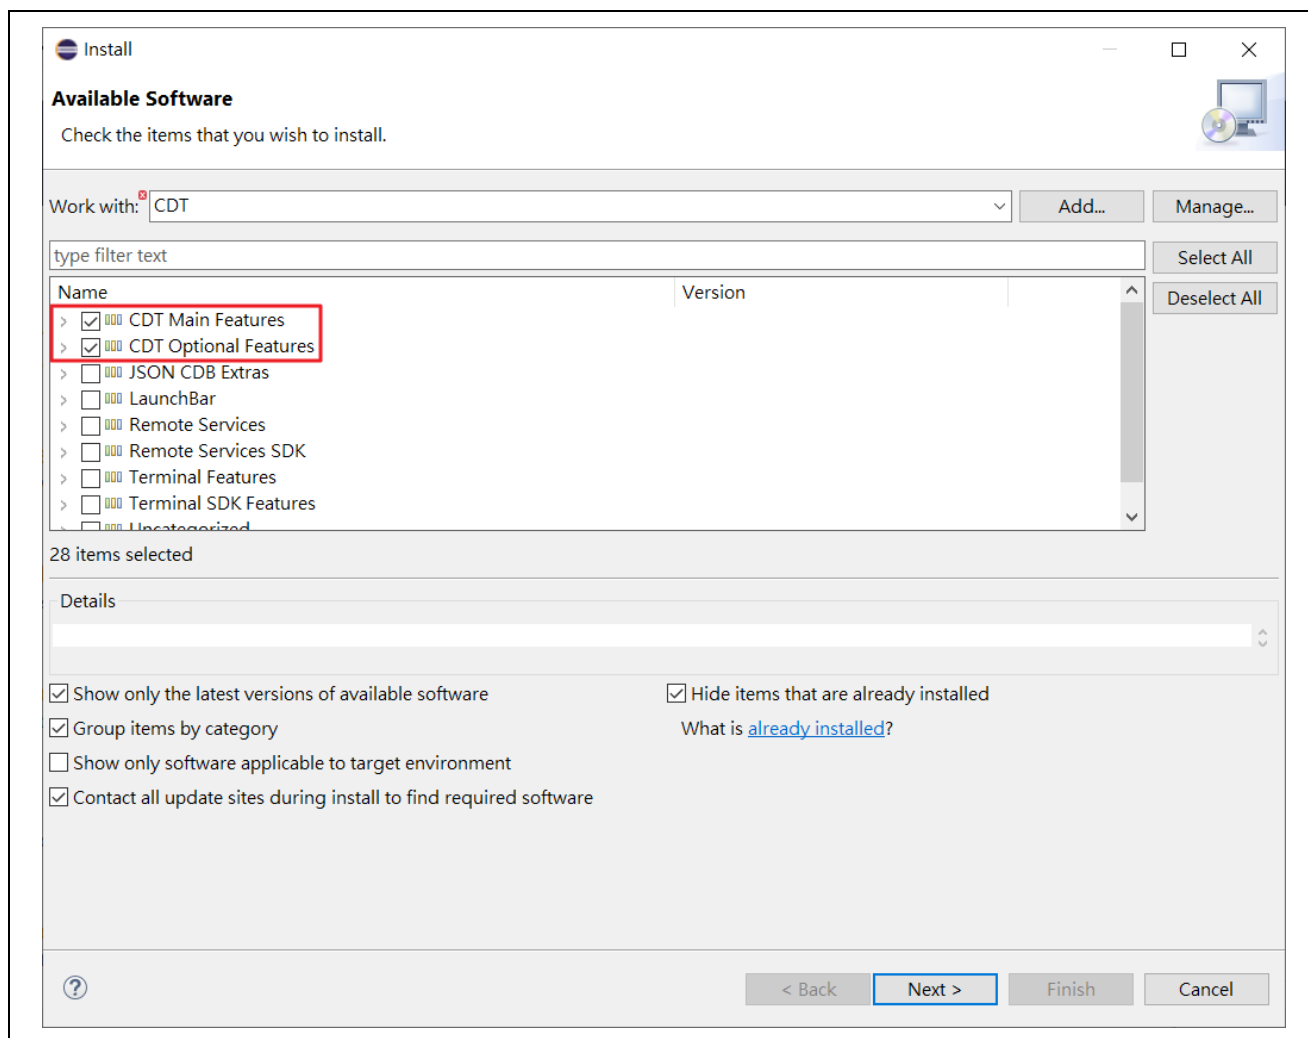 Install
Available Software
Check the items that you wish to install.
Work with: CDT
Add...
Manage...
type filter text
Select All
Name Version
Deselect All
CDT Main Features
CDT Optional Features
JSON CDB Extras
LaunchBar
Remote Services
Remote Services SDK
Terminal Features
Terminal SDK Features
Uncategorized
28 items selected
Details
Show only the latest versions of available software
Hide items that are already installed
Group items by category
What is already installed?
Show only software applicable to target environment
Contact all update sites during install to find required software
?
< Back
Next >
Finish
Cancel